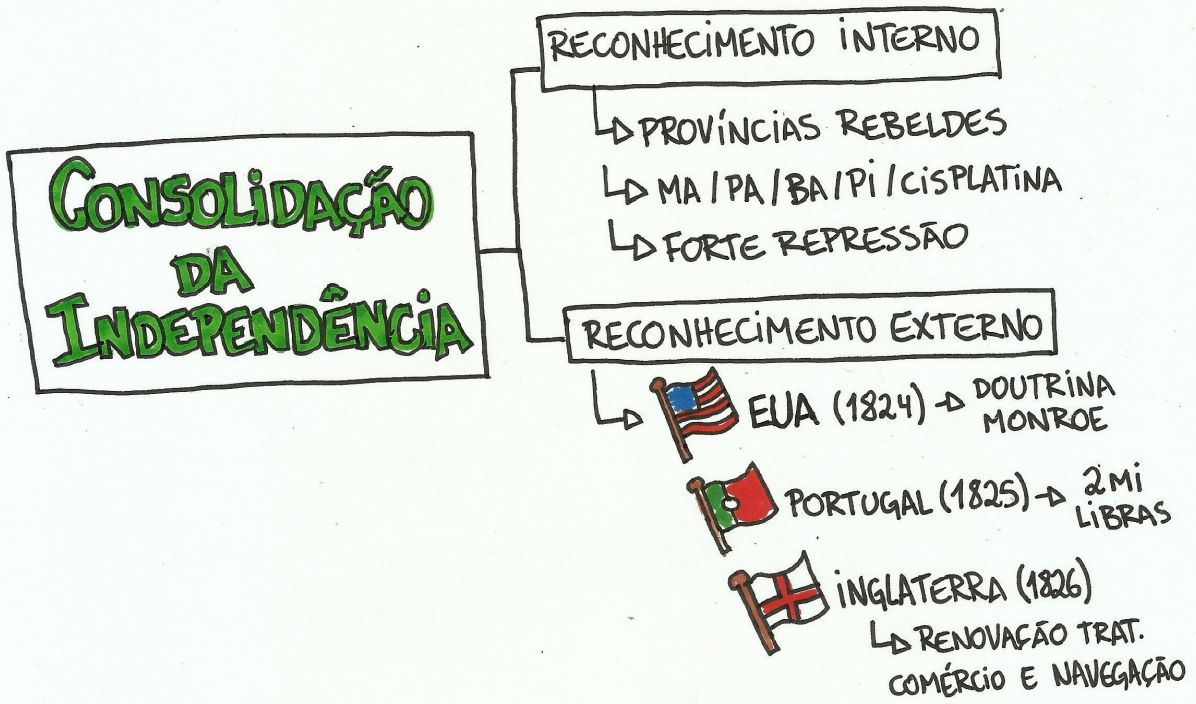 CONSOLIDAÇÃO
DA
INDEPENDÊNCIA
RECONHECIMENTO INTERNO
PROVÍNCIAS REBELDES
MA/PA/BA/PI/CISPLATINA
FORTE REPRESSÃO
RECONHECIMENTO EXTERNO
EUA (1824) → DOUTRINA
MONROE
PORTUGAL (1825) → 2 MI
LIBRAS
INGLATERRA (1826)
RENOVAÇÃO TRAT.
COMÉRCIO E NAVEGAÇÃO